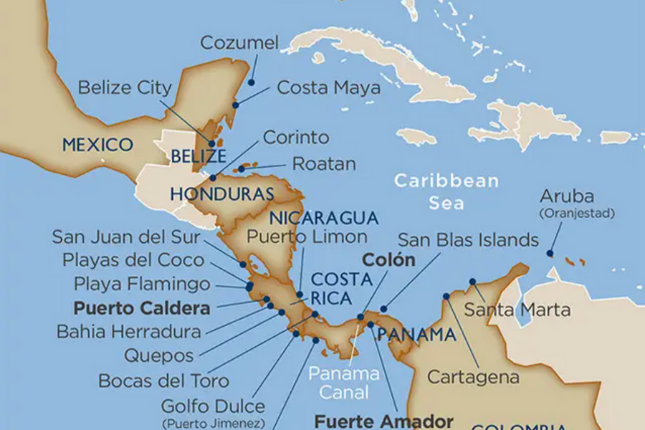 Cozumel
Belize City
Costa Maya
MEXICO
Corinto
BELIZE
Roatan
HONDURAS
Caribbean
Sea
Aruba
(Oranjestad)
NICARAGUA
San Juan del Sur
Puerto Limon
San Blas Islands
Playas del Coco
Colón
Playa Flamingo
COSTA
RICA
Puerto Caldera
Santa Marta
Bahia Herradura
PANAMA
Quepos
Bocas del Toro
Panama
Canal
Cartagena
Golfo Dulce
(Puerto Jimenez)
Fuerte Amador
COLOMBIA